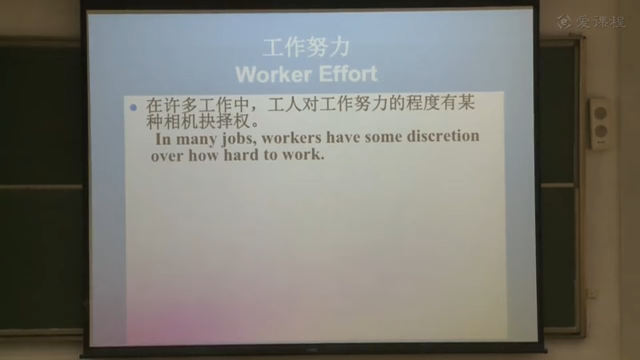 爱课程
工作努力
Worker Effort
在许多工作中，工人对工作努力的程度有某
种相机抉择权。
In many jobs, workers have some discretion
over how hard to work.